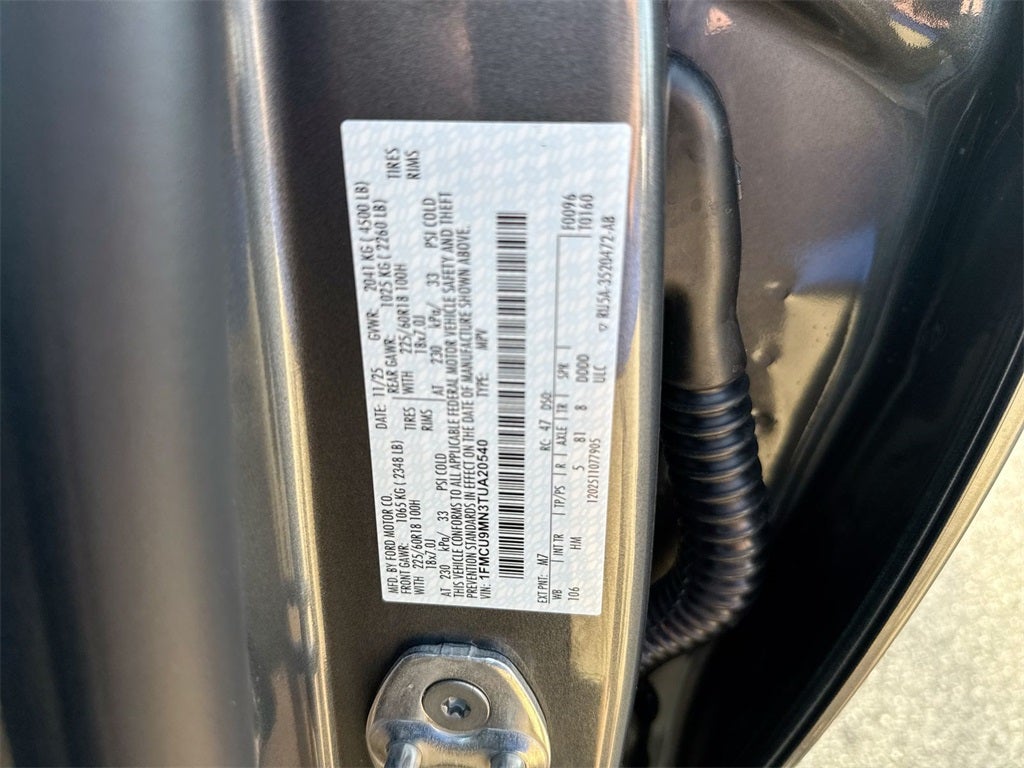 MFD. BY FORD MOTOR CO. DATE: 11/25 GVWR: 2041 KG ( 4500 LB)
FRONT GAWR: 1065 KG ( 2348 LB) REAR GAWR: 1025 KG ( 2260 LB)
WITH 225/60R18 100H TIRES WITH 225/60R18 100H TIRES
18x7.0J RIMS 18x7.0J RIMS
AT 230 kPa/ 33 PSI COLD AT 230 kPa/ 33 PSI COLD
THIS VEHICLE CONFORMS TO ALL APPLICABLE FEDERAL MOTOR VEHICLE SAFETY AND THEFT
PREVENTION STANDARDS IN EFFECT ON THE DATE OF MANUFACTURE SHOWN ABOVE.
VIN: 1FMCU9MN3TUA20540 TYPE: MPV
EXT PNT: M7 RC: 47 DSO: F0096
WB INT TR TP/PS R AXLE TR SPR T0160
106 HM 5 81 8 DODD
ULC
1202511077905 RU5A-3520472-AB